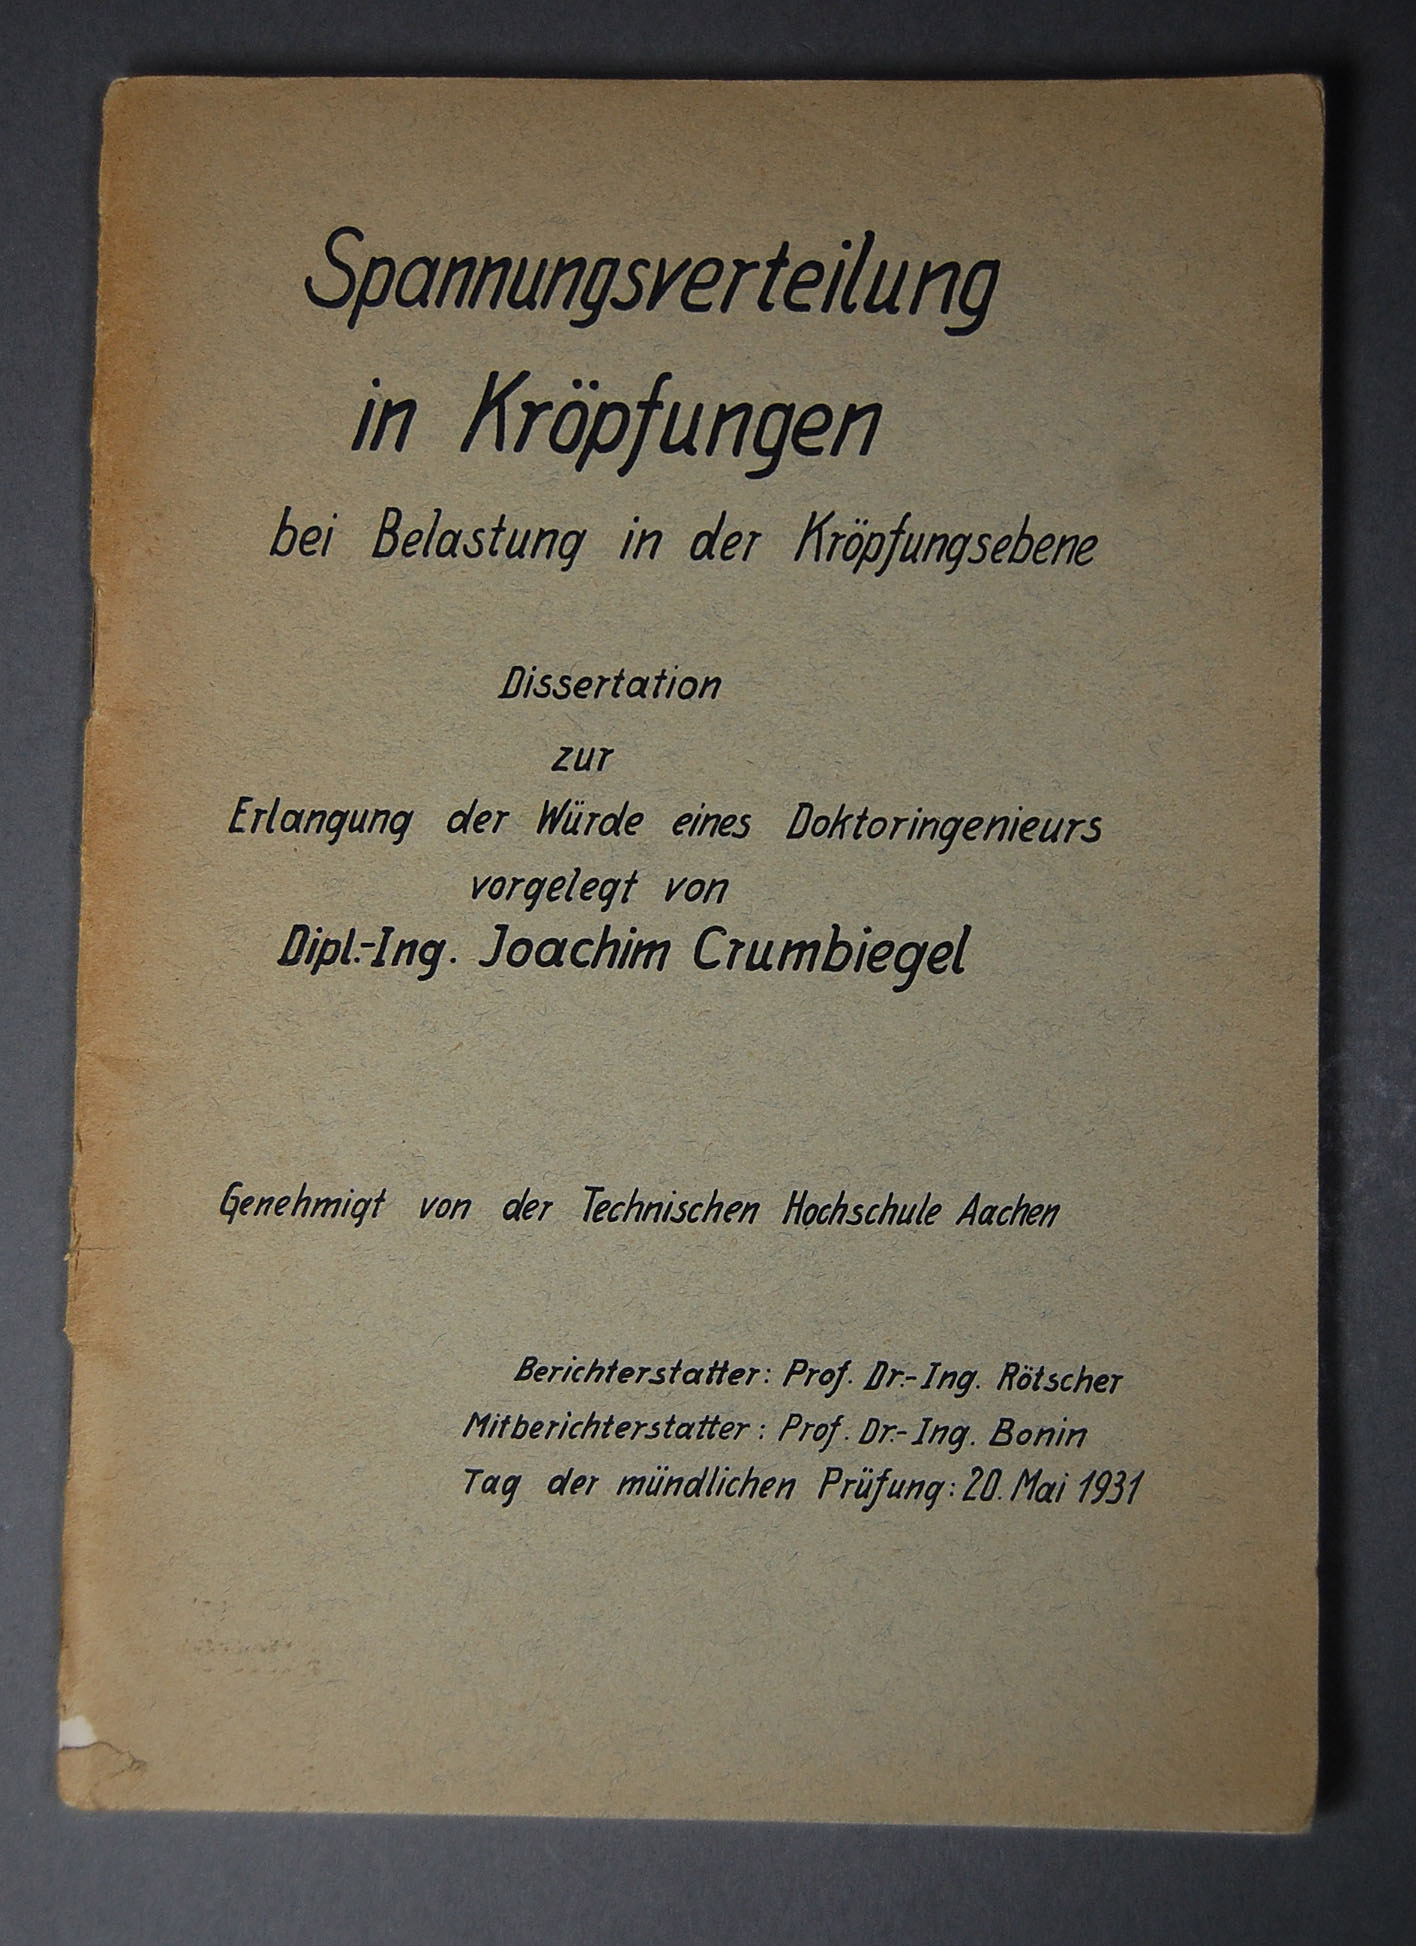 Spannungsverteilung
in Kröpfungen
bei Belastung in der Kröpfungsebene
Dissertation
zur
Erlangung der Würde eines Doktoringenieurs
vorgelegt von
Dipl.-Ing. Joachim Crumbiegel
Genehmigt von der Technischen Hochschule Aachen
Berichterstatter: Prof. Dr.-Ing. Rötscher
Mitberichterstatter: Prof. Dr.-Ing. Bonin
Tag der mündlichen Prüfung: 20. Mai 1931